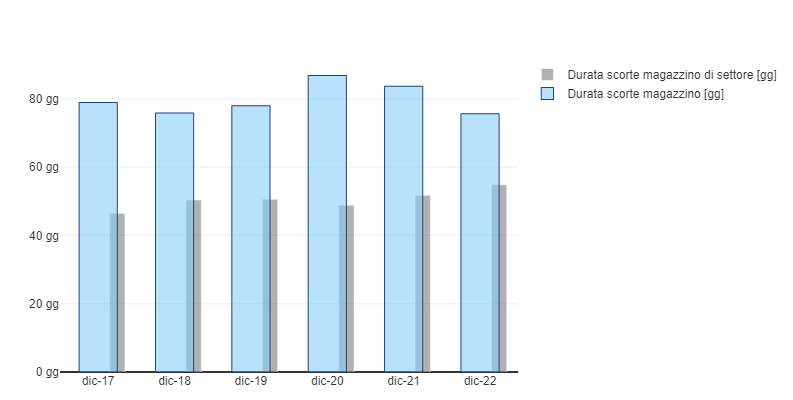 Durata scorte magazzino di settore [gg]
Durata scorte magazzino [gg]
80 gg
60 gg
40 gg
20 gg
0 gg
dic-17 dic-18 dic-19 dic-20 dic-21 dic-22